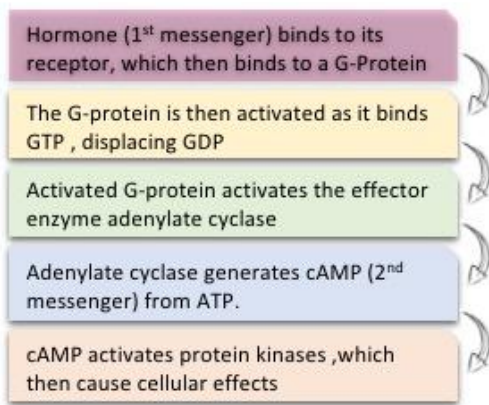 Hormone (1st messenger) binds to its
receptor, which then binds to a G-Protein
The G-protein is then activated as it binds
GTP , displacing GDP
Activated G-protein activates the effector
enzyme adenylate cyclase
Adenylate cyclase generates cAMP (2nd
messenger) from ATP.
cAMP activates protein kinases ,which
then cause cellular effects